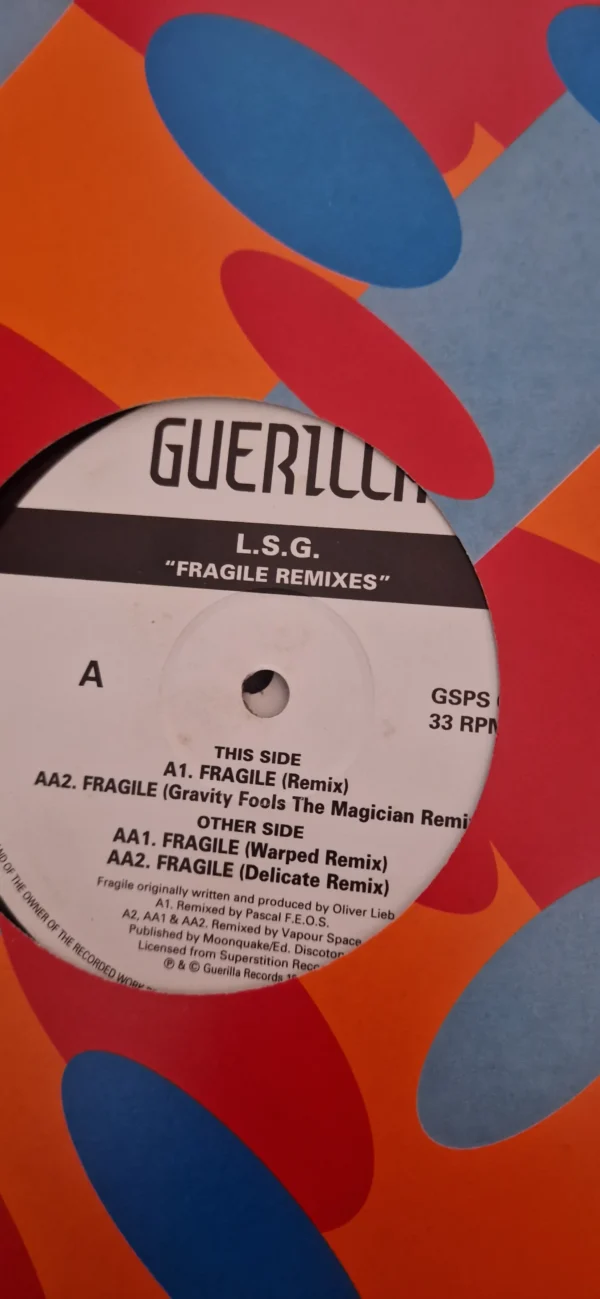 GUERILLA
L.S.G.
"FRAGILE REMIXES"
A
GSPS
33 RPM
THIS SIDE
A1. FRAGILE (Remix)
AA2. FRAGILE (Gravity Fools The Magician Remi
OTHER SIDE
AA1. FRAGILE (Warped Remix)
AA2. FRAGILE (Delicate Remix)
Fragile originally written and produced by Oliver Lieb
A1. Remixed by Pascal F.E.O.S.
A2, AA1 & AA2. Remixed by Vapour Space
Published by Moonquake/Ed. Discoton
Licensed from Superstition Reco
℗ & © Guerilla Records
OF THE OWNER OF THE RECORDED WORK